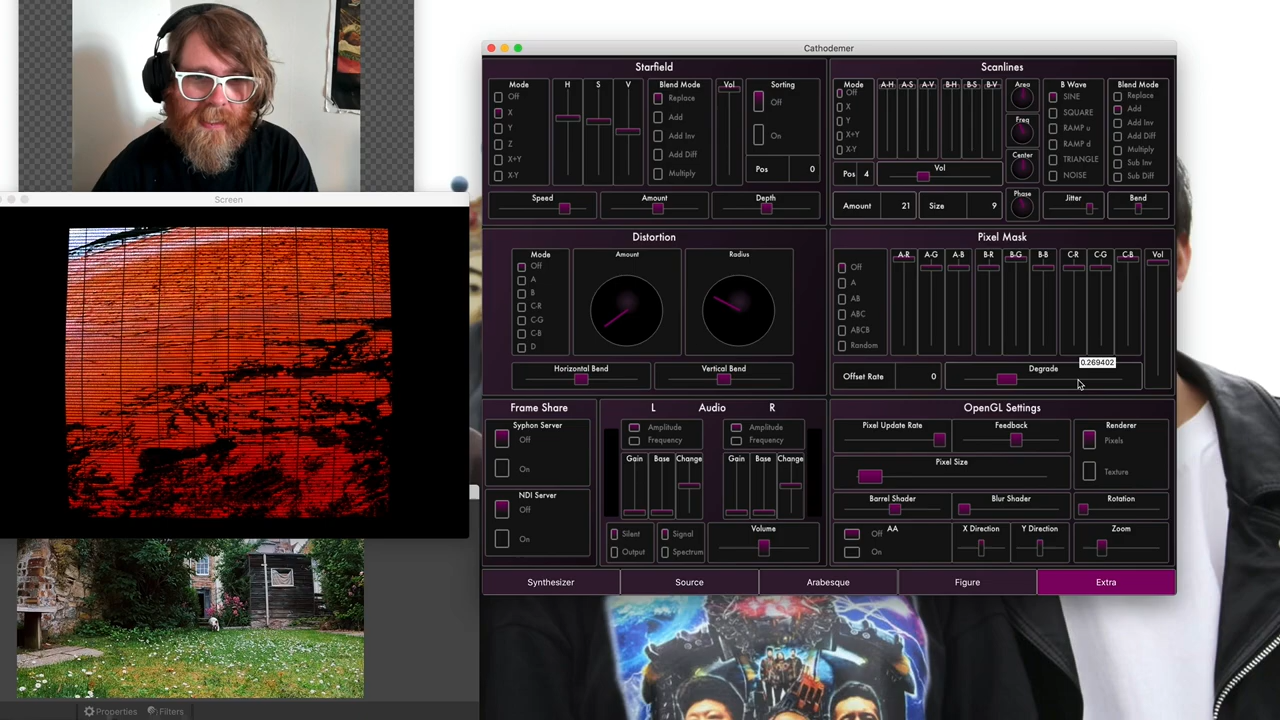 Cathodemer
Screen
Starfield
Mode
Off
X
Y
Z
X+Y
X-Y
H
S
V
Blend Mode
Replace
Add
Add Inv
Add Diff
Multiply
Vol
Sorting
Off
On
Pos 0
Speed
Amount
Depth
Scanlines
Mode
Off
X
Y
X+Y
X-Y
A-H
A-S
A-V
B-H
B-S
B-V
Pos 4
Vol
Amount 21
Size 9
Area
Freq
Center
Phase
B Wave
SINE
SQUARE
RAMP u
RAMP d
TRIANGLE
NOISE
Jitter
Blend Mode
Replace
Add
Add Inv
Add Diff
Multiply
Sub Inv
Sub Diff
Bend
Distortion
Mode
Off
A
B
C-R
C-G
C-B
D
Amount
Radius
Horizontal Bend
Vertical Bend
Pixel Mask
Off
A
AB
ABC
ABCB
Random
A-R
A-G
A-B
B-R
B-G
B-B
C-R
C-G
C-B
Vol
Offset Rate 0
Degrade
0.269402
Frame Share
Syphon Server
Off
On
NDI Server
Off
On
L Audio R
Amplitude
Frequency
Gain
Base
Change
Amplitude
Frequency
Gain
Base
Change
Silent
Output
Signal
Spectrum
Volume
OpenGL Settings
Pixel Update Rate
Feedback
Renderer
Pixels
Texture
Pixel Size
Barrel Shader
Blur Shader
Rotation
AA
Off
On
X Direction
Y Direction
Zoom
Synthesizer
Source
Arabesque
Figure
Extra
Properties
Filters